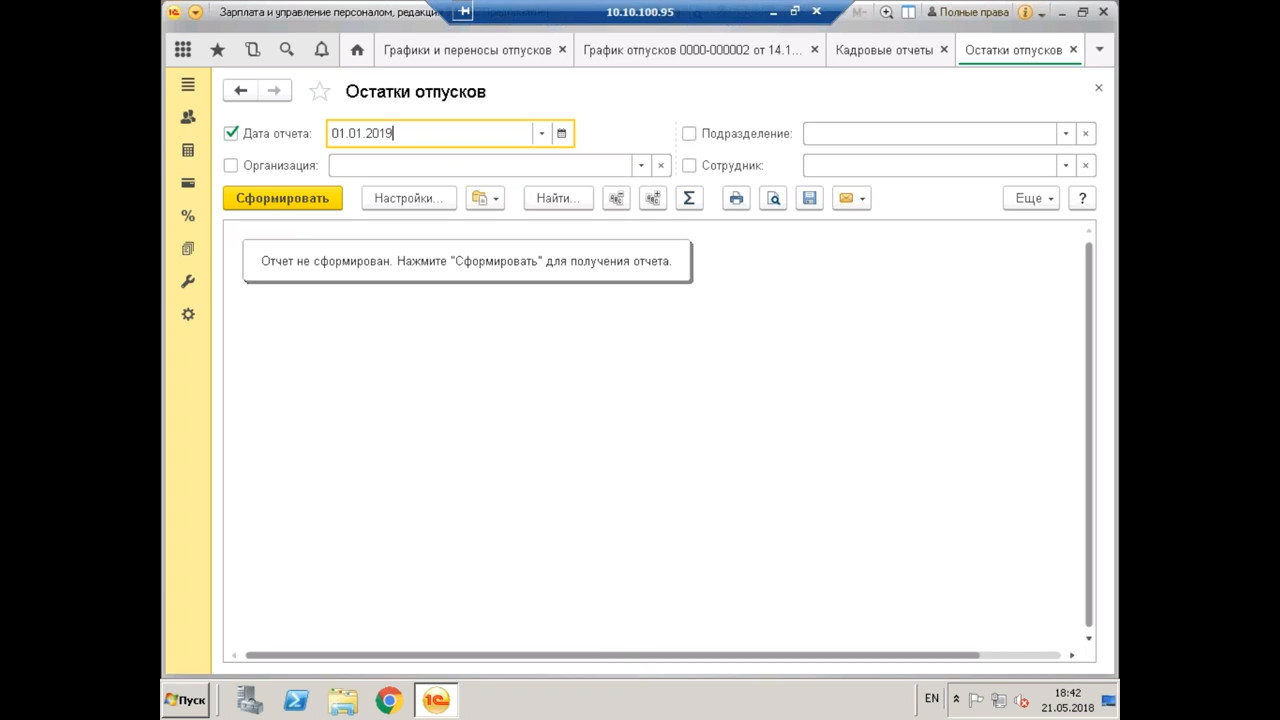 Зарплата и управление персоналом, редакция
10.10.100.95
Полные права
Графики и переносы отпусков
График отпусков 0000-000002 от 14.1...
Кадровые отчеты
Остатки отпусков
Остатки отпусков
Дата отчета:
01.01.2019
Подразделение:
Организация:
Сотрудник:
Сформировать
Настройки...
Найти...
Σ
Еще
?
Отчет не сформирован. Нажмите "Сформировать" для получения отчета.
Пуск
EN
18:42
21.05.2018